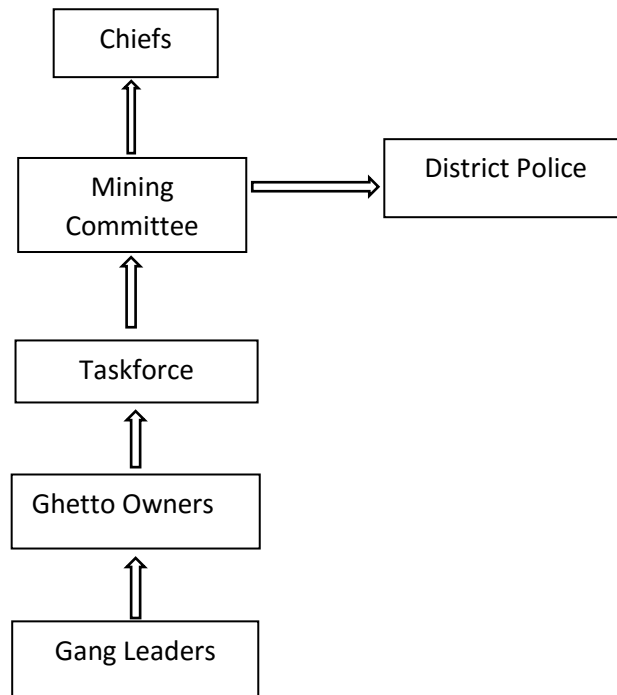 Chiefs
Mining
Committee
District Police
Taskforce
Ghetto Owners
Gang Leaders